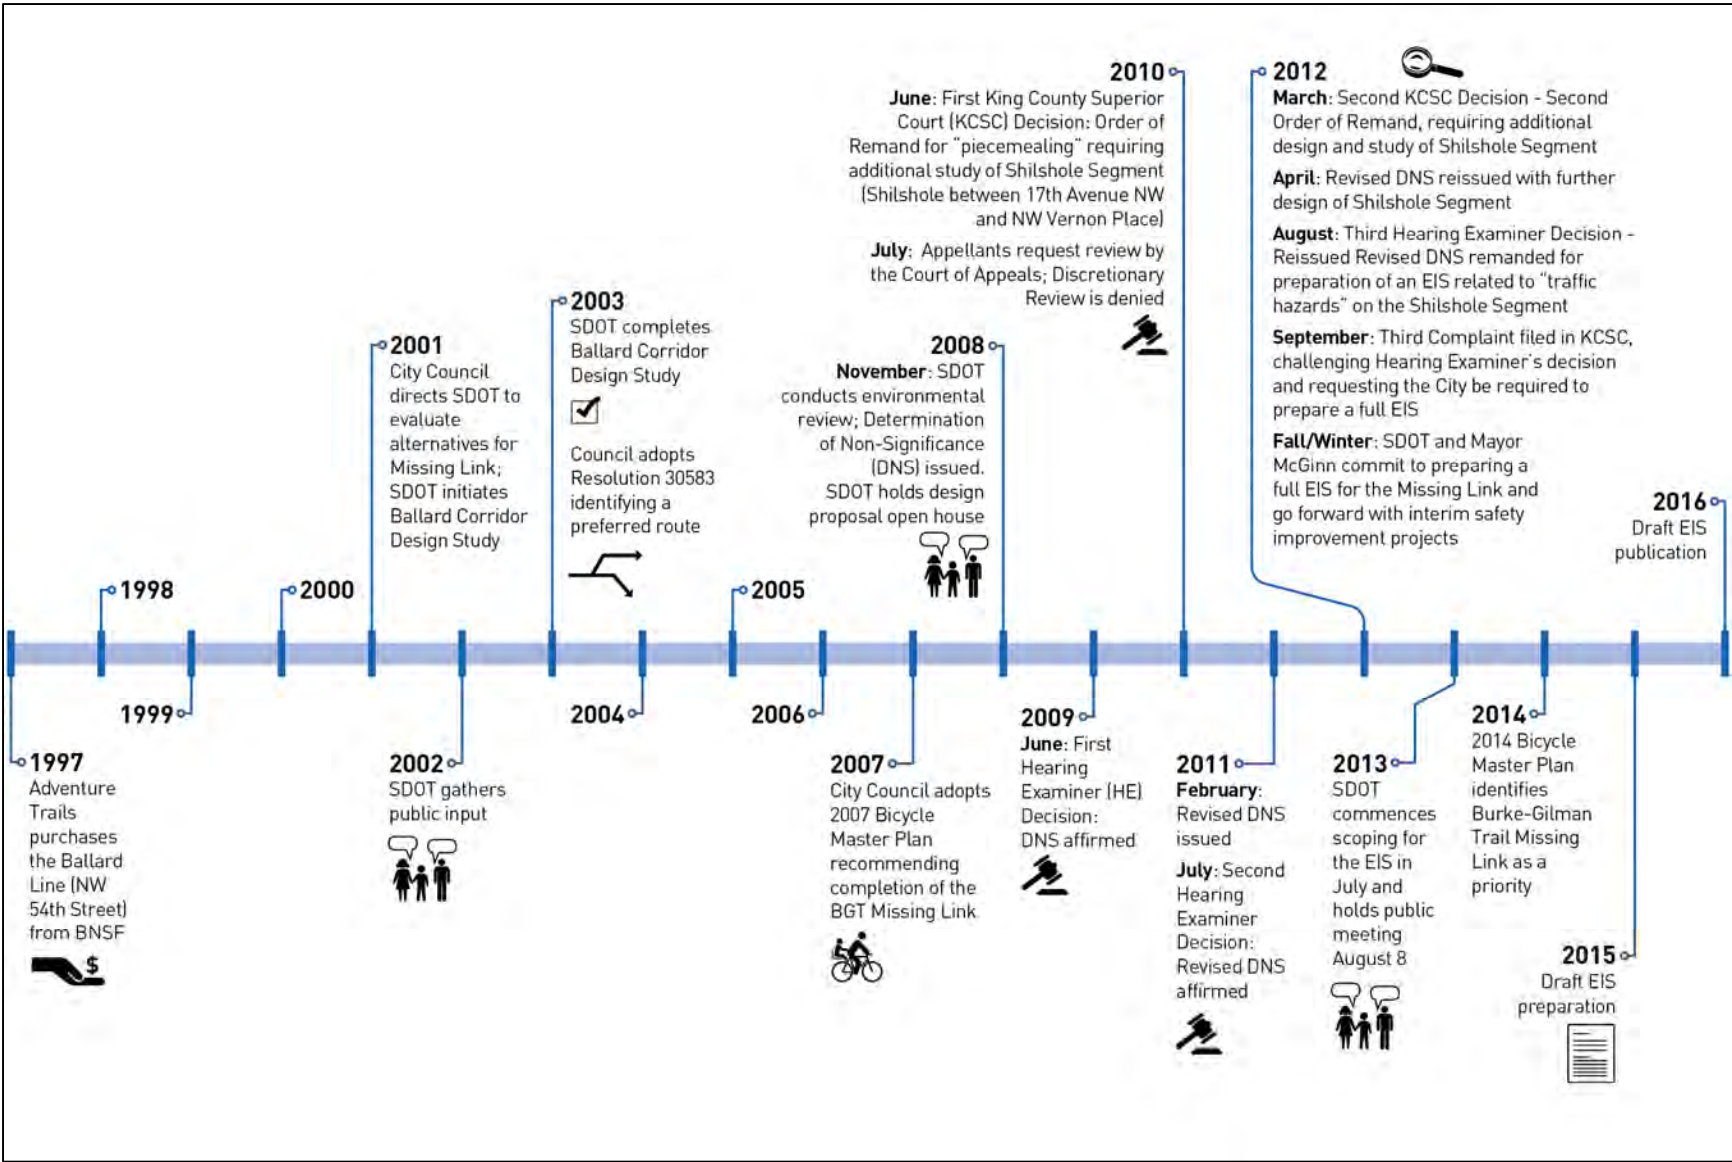 2010
June: First King County Superior
Court (KCSC) Decision: Order of
Remand for "piecemealing" requiring
additional study of Shilshole Segment
(Shilshole between 17th Avenue NW
and NW Vernon Place)
July: Appellants request review by
the Court of Appeals; Discretionary
Review is denied
2012
March: Second KCSC Decision - Second
Order of Remand, requiring additional
design and study of Shilshole Segment
April: Revised DNS reissued with further
design of Shilshole Segment
August: Third Hearing Examiner Decision -
Reissued Revised DNS remanded for
preparation of an EIS related to "traffic
hazards" on the Shilshole Segment
September: Third Complaint filed in KCSC,
challenging Hearing Examiner's decision
and requesting the City be required to
prepare a full EIS
Fall/Winter: SDOT and Mayor
McGinn commit to preparing a
full EIS for the Missing Link and
go forward with interim safety
improvement projects
2003
SDOT completes
Ballard Corridor
Design Study
Council adopts
Resolution 30583
identifying a
preferred route
2001
City Council
directs SDOT to
evaluate
alternatives for
Missing Link;
SDOT initiates
Ballard Corridor
Design Study
2008
November: SDOT
conducts environmental
review; Determination
of Non-Significance
(DNS) issued.
SDOT holds design
proposal open house
2016
Draft EIS
publication
1998
2000
2005
1999
2004
2006
1997
Adventure
Trails
purchases
the Ballard
Line (NW
54th Street)
from BNSF
$
2002
SDOT gathers
public input
2007
City Council adopts
2007 Bicycle
Master Plan
recommending
completion of the
BGT Missing Link
2009
June: First
Hearing
Examiner (HE)
Decision:
DNS affirmed
2011
February:
Revised DNS
issued
July: Second
Hearing
Examiner
Decision:
Revised DNS
affirmed
2013
SDOT
commences
scoping for
the EIS in
July and
holds public
meeting
August 8
2014
2014 Bicycle
Master Plan
identifies
Burke-Gilman
Trail Missing
Link as a
priority
2015
Draft EIS
preparation